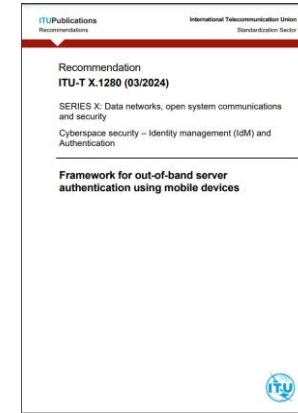 ITUPublications
International Telecommunication Union
Recommendations
Standardization Sector
Recommendation
ITU-T X.1280 (03/2024)
SERIES X: Data networks, open system communications
and security
Cyberspace security – Identity management (IdM) and
Authentication
Framework for out-of-band server
authentication using mobile devices
ITU